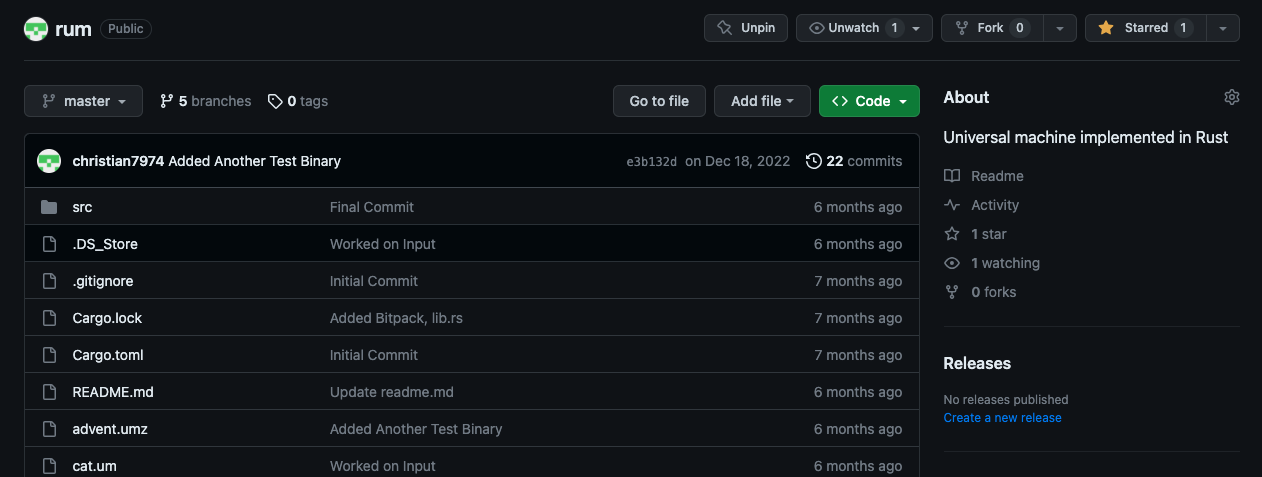 rum Public Unpin Unwatch 1 Fork 0 Starred 1
master 5 branches 0 tags Go to file Add file <> Code
christian7974 Added Another Test Binary e3b132d on Dec 18, 2022 22 commits
src Final Commit 6 months ago
.DS_Store Worked on Input 6 months ago
.gitignore Initial Commit 7 months ago
Cargo.lock Added Bitpack, lib.rs 7 months ago
Cargo.toml Initial Commit 7 months ago
README.md Update readme.md 6 months ago
advent.umz Added Another Test Binary 6 months ago
cat.um Worked on Input 6 months ago
About
Universal machine implemented in Rust
Readme
Activity
1 star
1 watching
0 forks
Releases
No releases published
Create a new release